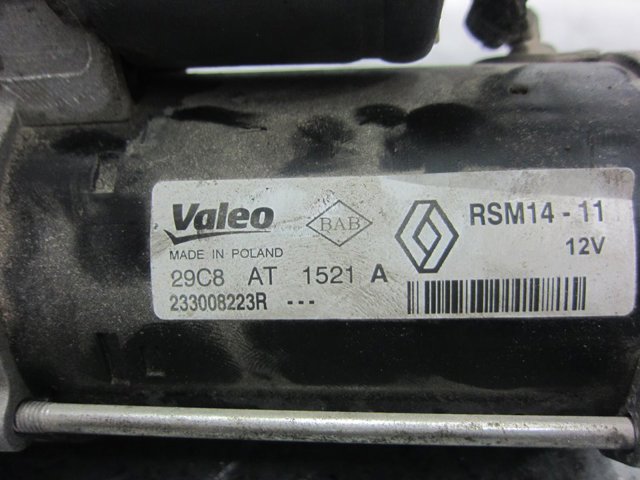 Valeo BAB RSM14 - 11
MADE IN POLAND 12V
29C8 AT 1521 A
233008223R ---